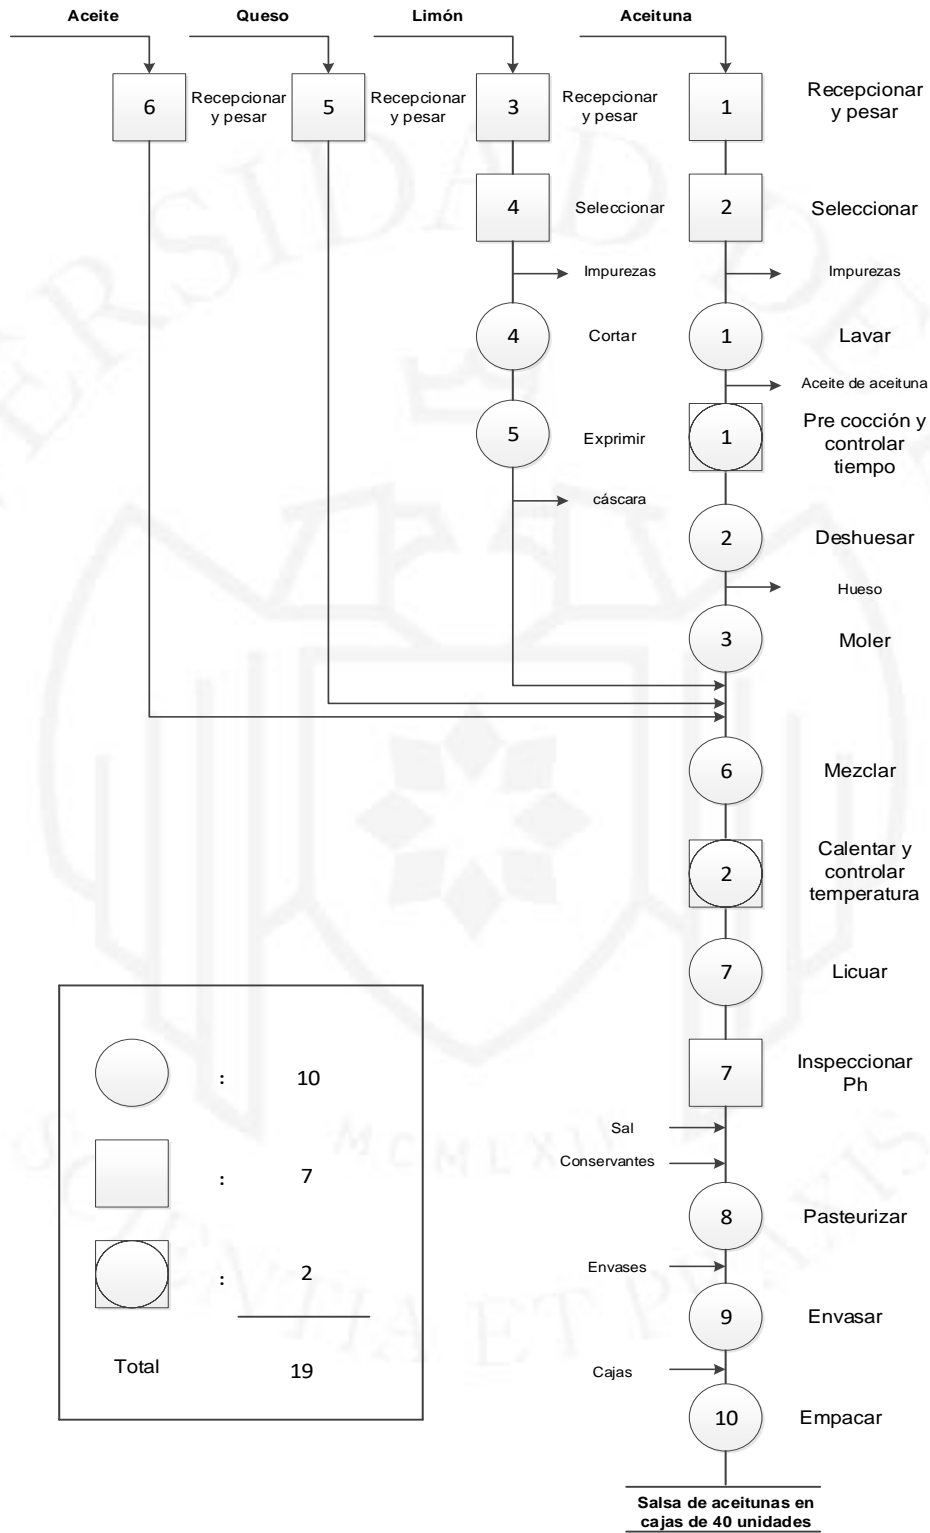 Aceite
Queso
Limón
Aceituna
6
Recepcionar
y pesar
5
Recepcionar
y pesar
3
Recepcionar
y pesar
1
Recepcionar
y pesar
4
Seleccionar
2
Seleccionar
Impurezas
Impurezas
4
Cortar
1
Lavar
Aceite de aceituna
5
Exprimir
1
Pre cocción y
controlar
tiempo
cáscara
2
Deshuesar
Hueso
3
Moler
6
Mezclar
2
Calentar y
controlar
temperatura
7
Licuar
7
Inspeccionar
Ph
Sal
Conservantes
8
Pasteurizar
Envases
9
Envasar
Cajas
10
Empacar
Salsa de aceitunas en
cajas de 40 unidades
: 10
: 7
: 2
Total 19
MCMLXII
SCIENTIA ET PRAXIS